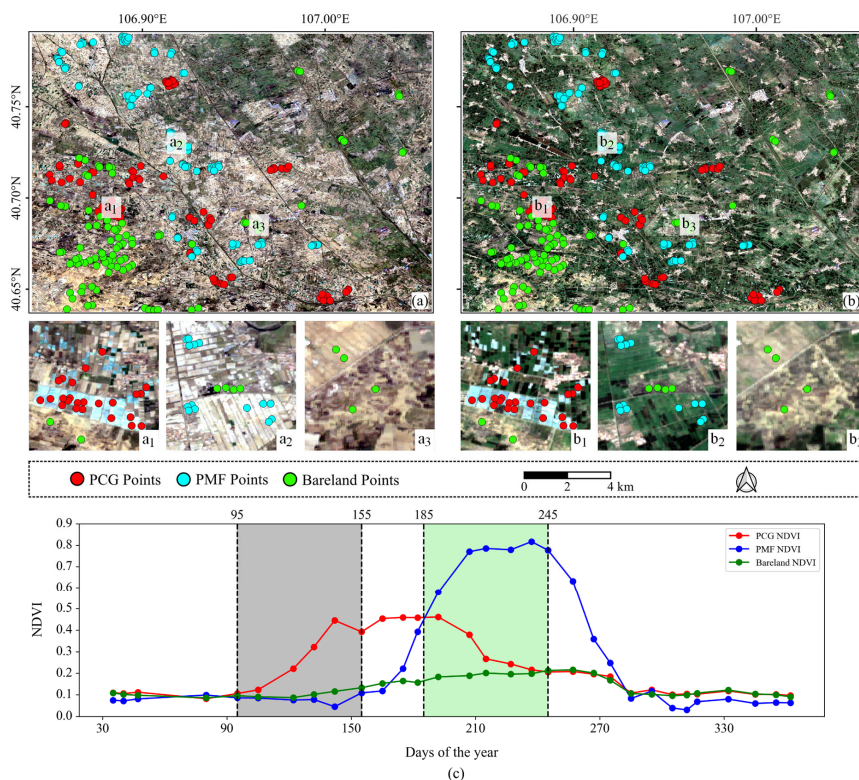 106.90°E
107.00°E
106.90°E
107.00°E
40.75°N
40.70°N
40.65°N
a1
a2
a3
(a)
b1
b2
b3
(b)
a1
a2
a3
b1
b2
PCG Points
PMF Points
Bareland Points
0 2 4 km
95 155 185 245
0.9
0.8
0.7
0.6
0.5
0.4
0.3
0.2
0.1
0.0
NDVI
PCG NDVI
PMF NDVI
Bareland NDVI
30 90 150 210 270 330
Days of the year
(c)